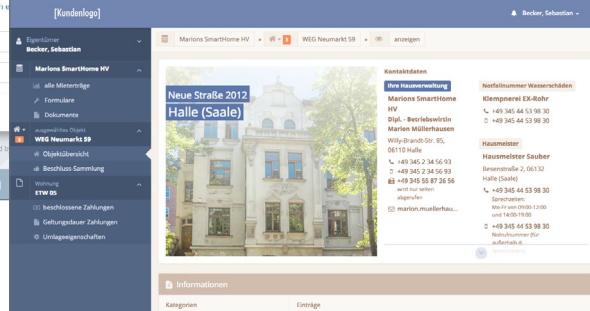 [Kundenlogo]
Becker, Sebastian
Eigentümer
Becker, Sebastian
Marions SmartHome HV
alle Mieterträge
Formulare
Dokumente
ausgewähltes Objekt
WEG Neumarkt 59
Objektübersicht
Beschluss Sammlung
Wohnung
ETW 05
beschlossene Zahlungen
Geltungsdauer Zahlungen
Umlageeigenschaften
Marions SmartHome HV » » WEG Neumarkt 59 » anzeigen
Neue Straße 2012
Halle (Saale)
Kontaktdaten
Ihre Hausverwaltung
Marions SmartHome
HV
Dipl. - Betriebswirtin
Marion Müllerhausen
Willy-Brandt-Str. 85,
06110 Halle
+49 345 2 34 56 93
+49 345 2 34 56 93
+49 345 55 87 26 56
wird nur selten
abgerufen
marion.muellerhau...
Notfallnummer Wasserschäden
Klempnerei EX-Rohr
+49 345 44 53 98 30
+49 345 44 53 98 30
Hausmeister
Hausmeister Sauber
Besenstraße 2, 06132
Halle (Saale)
+49 345 44 53 98 30
Sprechzeiten:
Mo-Fr von 09:00-12:00
und 14:00-19:00
+49 345 44 53 98 30
Notrufnummer (für
außerhalb d.
Informationen
Kategorien
Einträge